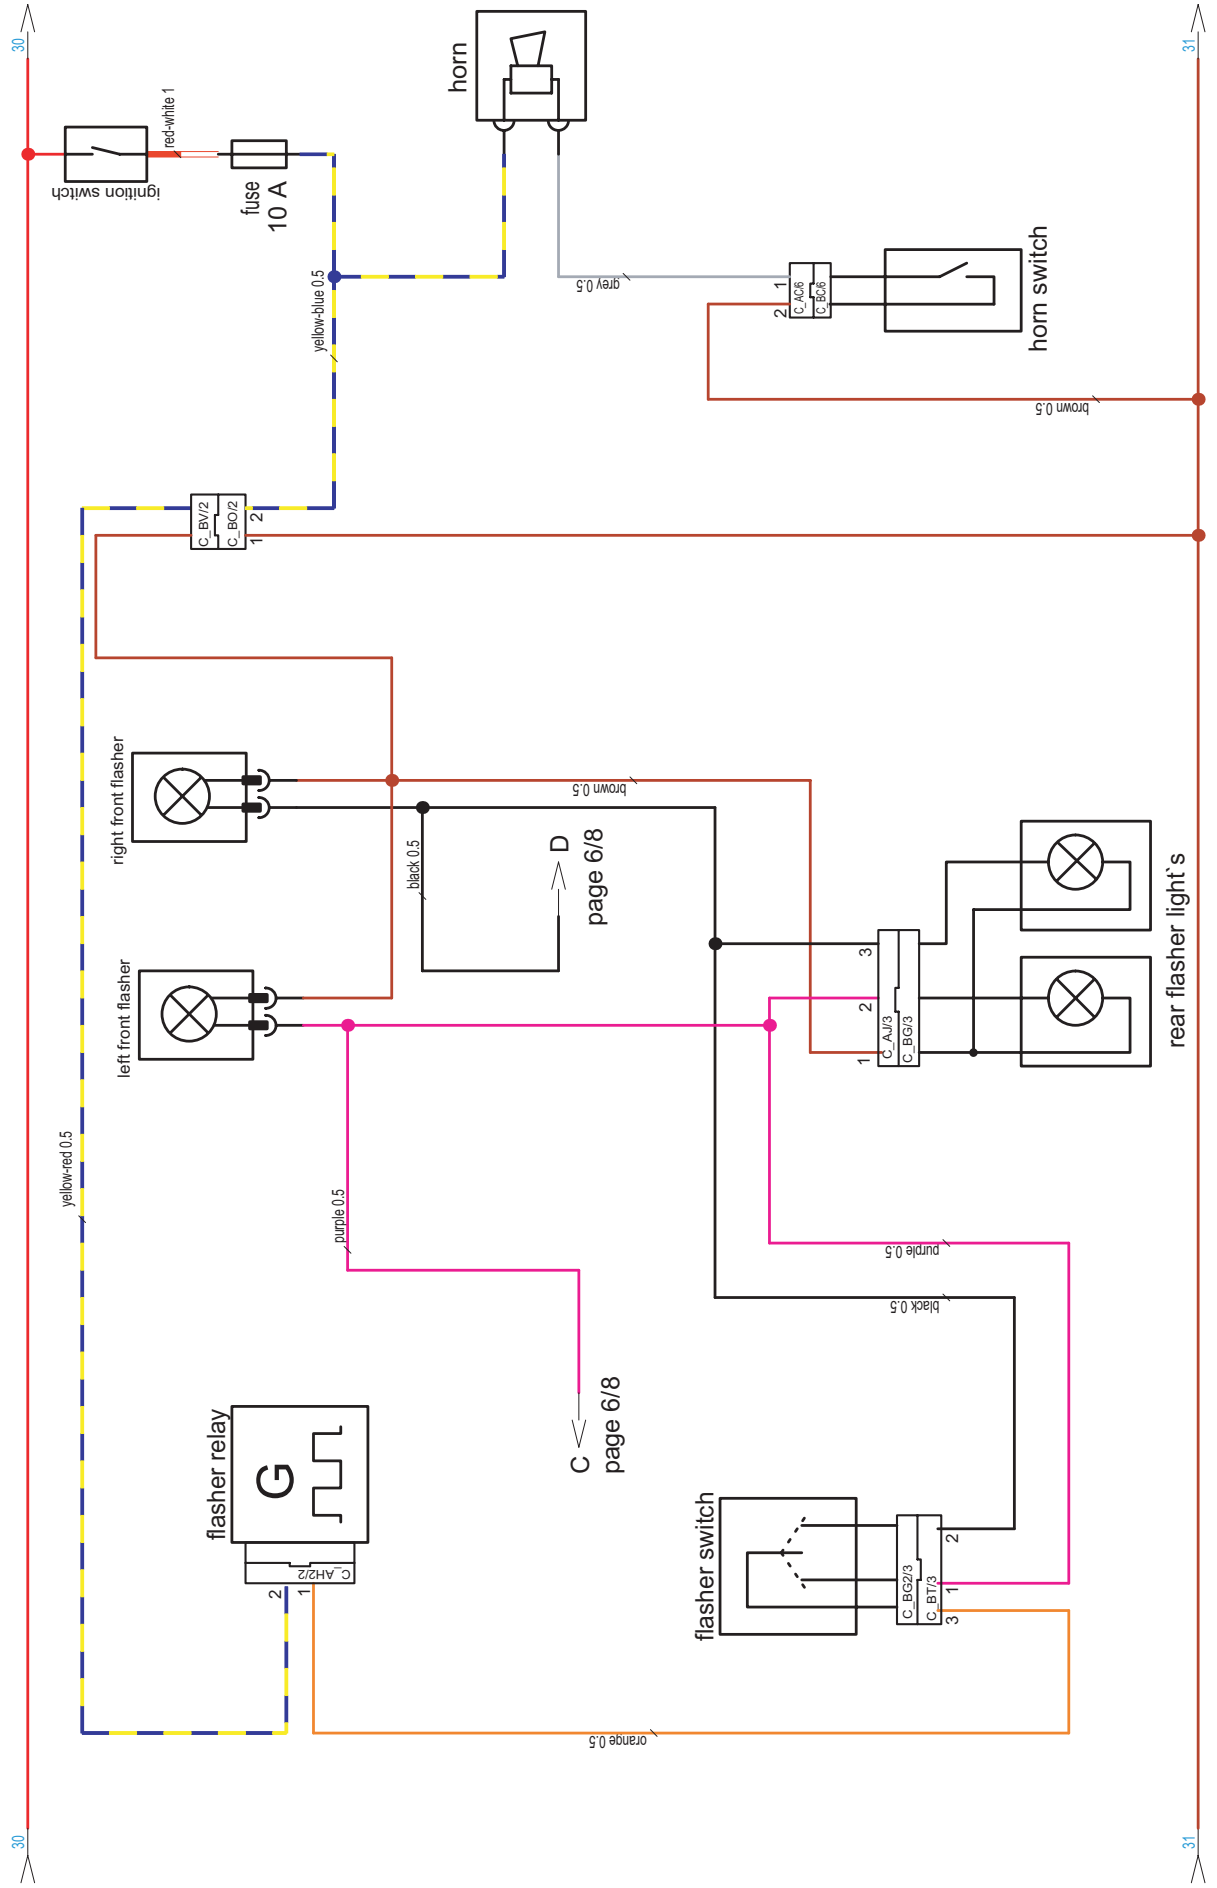 30
31
ignition switch
red-white 1
fuse
10 A
horn
yellow-blue 0.5
grey 0.5
1
2
C_AC/6
C_BC/6
horn switch
brown 0.5
C_BV/2
C_BO/2
2
1
right front flasher
brown 0.5
black 0.5
D
page 6/8
left front flasher
3
2
1
C_AJ/3
C_BG/3
rear flasher light`s
yellow-red 0.5
purple 0.5
purple 0.5
black 0.5
C
page 6/8
flasher relay
G
C_AH2/2
2
1
flasher switch
C_BG2/3
C_BT/3
2
1
3
orange 0.5
30
31